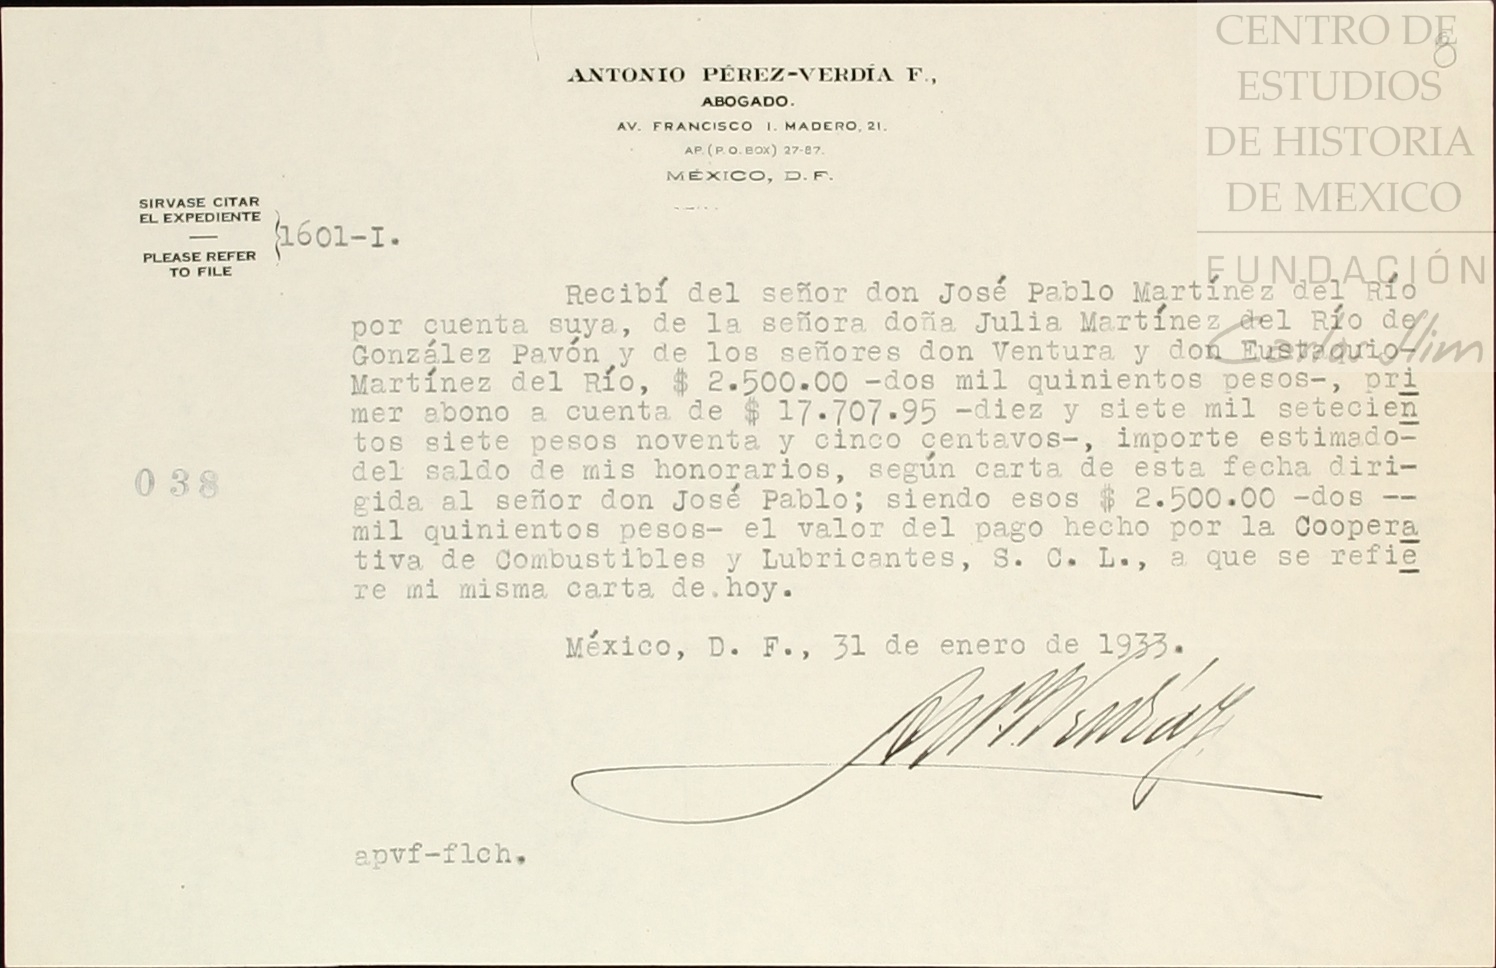 CENTRO DE
ESTUDIOS
DE HISTORIA
DE MEXICO
FUNDACIÓN
Carlos Slim
8
ANTONIO PÉREZ-VERDÍA F.,
ABOGADO.
AV. FRANCISCO I. MADERO, 21.
AP. (P. O. BOX) 27-87.
MÉXICO, D. F.
SIRVASE CITAR
EL EXPEDIENTE
PLEASE REFER
TO FILE
1601-I.
Recibí del señor don José Pablo Martínez del Río
por cuenta suya, de la señora doña Julia Martínez del Río de
González Pavón y de los señores don Ventura y don Eustaquio-
Martínez del Río, $ 2.500.00 -dos mil quinientos pesos-, pri
mer abono a cuenta de $ 17.707.95 -diez y siete mil setecien
tos siete pesos noventa y cinco centavos-, importe estimado-
del saldo de mis honorarios, según carta de esta fecha diri-
gida al señor don José Pablo; siendo esos $ 2.500.00 -dos --
mil quinientos pesos- el valor del pago hecho por la Coopera
tiva de Combustibles y Lubricantes, S. C. L., a que se refie
re mi misma carta de hoy.
038
México, D. F., 31 de enero de 1933.
apvf-flch.